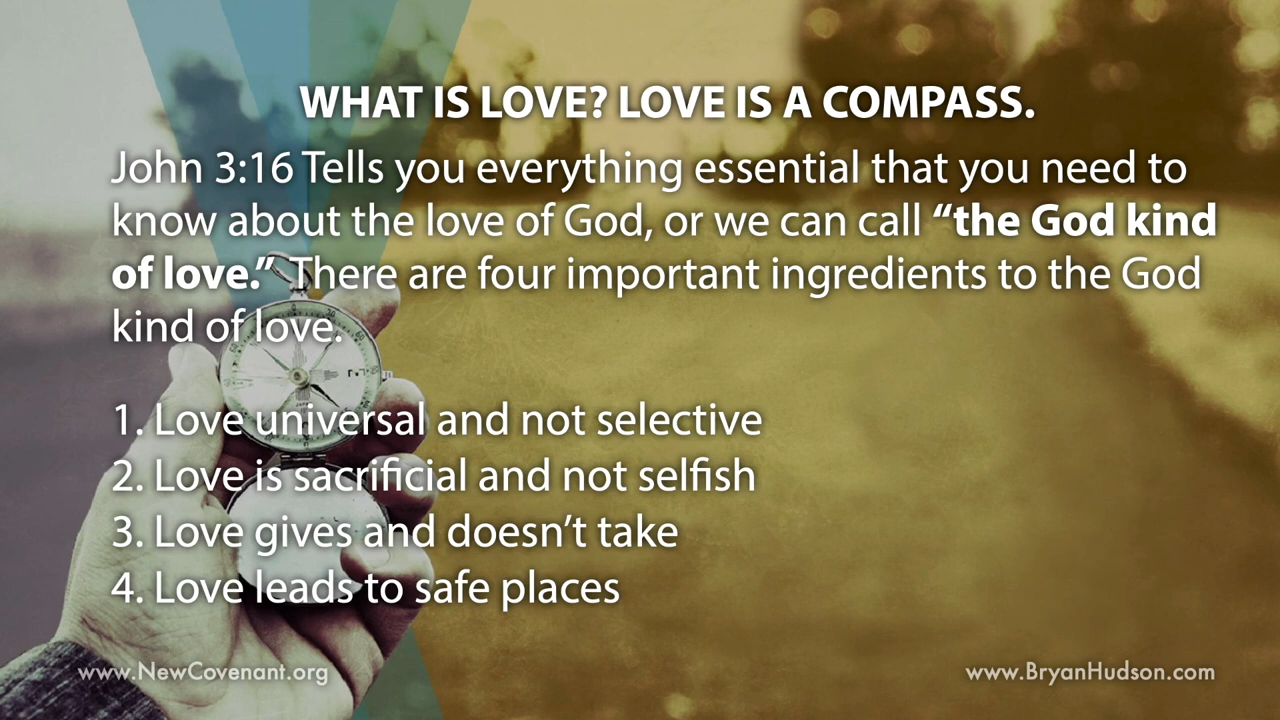 WHAT IS LOVE? LOVE IS A COMPASS.
John 3:16 Tells you everything essential that you need to
know about the love of God, or we can call “the God kind
of love.” There are four important ingredients to the God
kind of love.
1. Love universal and not selective
2. Love is sacrificial and not selfish
3. Love gives and doesn’t take
4. Love leads to safe places
www.NewCovenant.org
www.BryanHudson.com